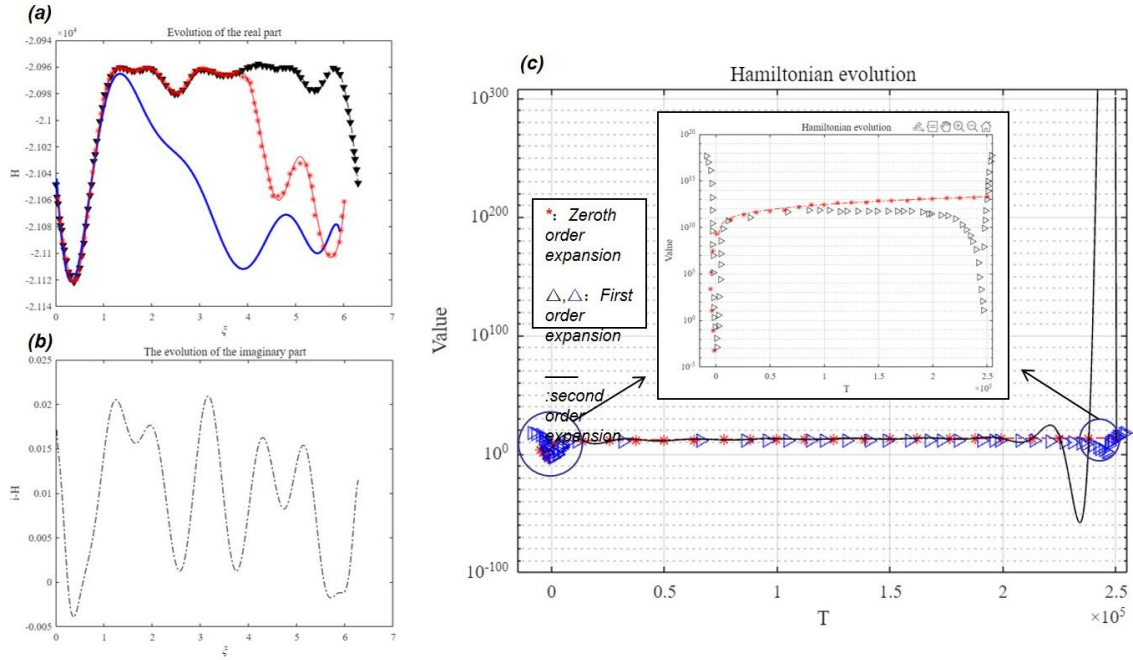 (a)
×10⁴
Evolution of the real part
-2.094
-2.096
-2.098
-2.1
-2.102
-2.104
-2.106
-2.108
-2.11
-2.112
-2.114
H
0 1 2 3 4 5 6 7
ξ
(b)
The evolution of the imaginary part
0.025
0.02
0.015
0.01
0.005
0
-0.005
i-H
0 1 2 3 4 5 6 7
ξ
(c)
Hamiltonian evolution
10³⁰⁰
10²⁰⁰
10¹⁰⁰
10⁰
10⁻¹⁰⁰
Value
0 0.5 1 1.5 2 2.5
×10⁵
T
*: Zeroth
order
expansion
△,△: First
order
expansion
:second
order
expansion
Hamiltonian evolution
10²⁰
10¹⁵
10¹⁰
10⁵
10⁰
10⁻⁵
Value
0 0.5 1 1.5 2 2.5
×10⁵
T